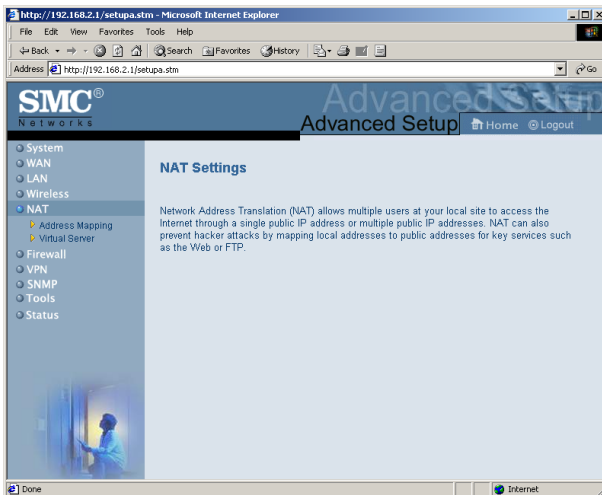 http://192.168.2.1/setupa.stm - Microsoft Internet Explorer
File Edit View Favorites Tools Help
Back Search Favorites History
Address http://192.168.2.1/setupa.stm Go
SMC®
Networks
Advanced Setup
Advanced Setup Home Logout
System
WAN
LAN
Wireless
NAT
Address Mapping
Virtual Server
Firewall
VPN
SNMP
Tools
Status
NAT Settings
Network Address Translation (NAT) allows multiple users at your local site to access the
Internet through a single public IP address or multiple public IP addresses. NAT can also
prevent hacker attacks by mapping local addresses to public addresses for key services such
as the Web or FTP.
Done Internet